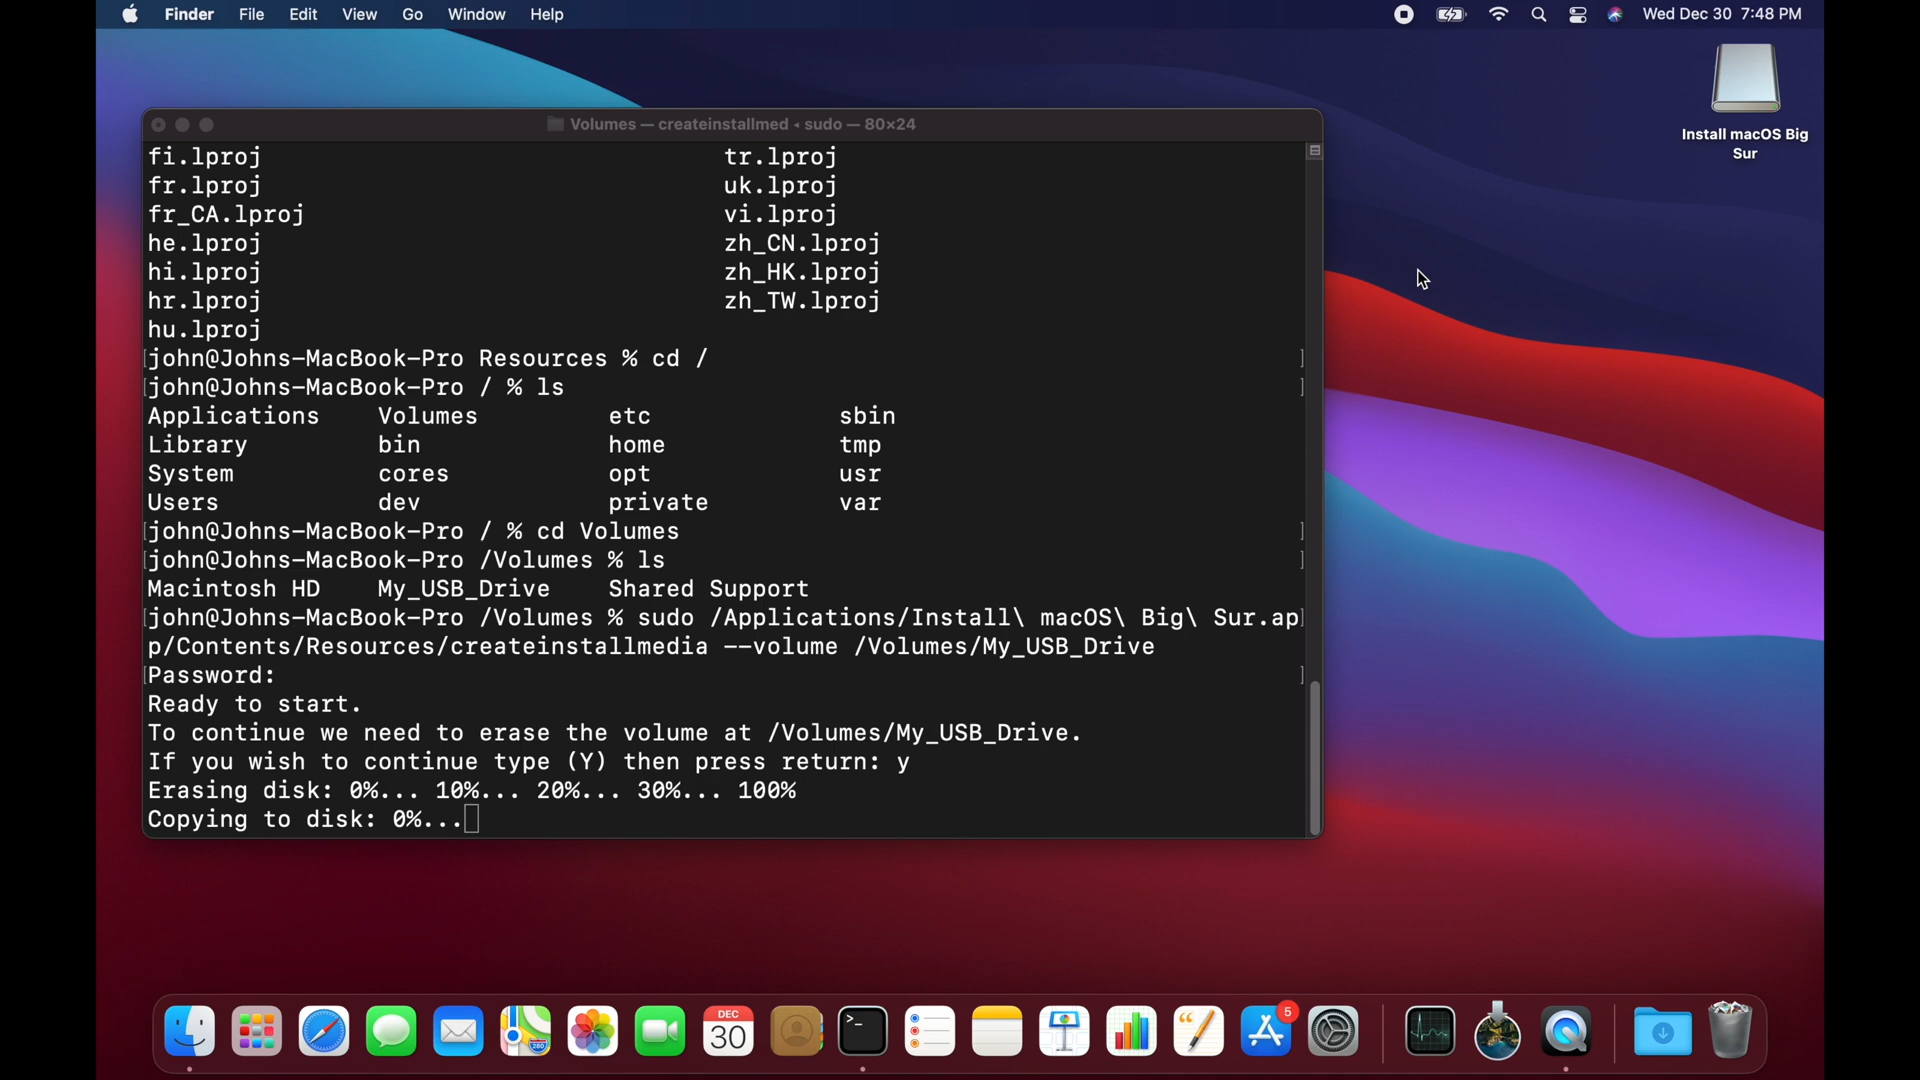 Finder File Edit View Go Window Help Wed Dec 30 7:48 PM
Install macOS Big
Sur
Volumes — createinstallmed ◂ sudo — 80×24
fi.lproj tr.lproj
fr.lproj uk.lproj
fr_CA.lproj vi.lproj
he.lproj zh_CN.lproj
hi.lproj zh_HK.lproj
hr.lproj zh_TW.lproj
hu.lproj
[john@Johns-MacBook-Pro Resources % cd / ]
[john@Johns-MacBook-Pro / % ls ]
Applications Volumes etc sbin
Library bin home tmp
System cores opt usr
Users dev private var
[john@Johns-MacBook-Pro / % cd Volumes ]
[john@Johns-MacBook-Pro /Volumes % ls ]
Macintosh HD My_USB_Drive Shared Support
[john@Johns-MacBook-Pro /Volumes % sudo /Applications/Install\ macOS\ Big\ Sur.ap]
p/Contents/Resources/createinstallmedia --volume /Volumes/My_USB_Drive
[Password: ]
Ready to start.
To continue we need to erase the volume at /Volumes/My_USB_Drive.
If you wish to continue type (Y) then press return: y
Erasing disk: 0%... 10%... 20%... 30%... 100%
Copying to disk: 0%...
280
DEC
30
>_
5